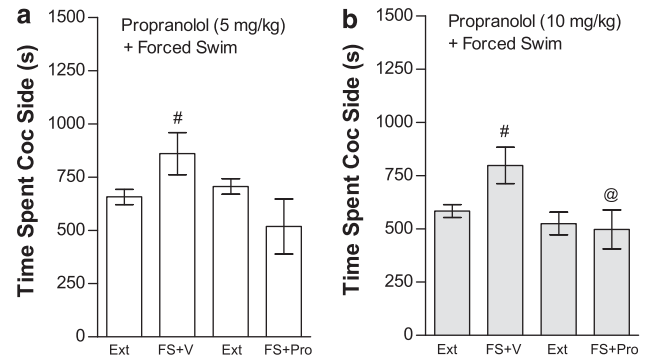 a
Propranolol (5 mg/kg)
+ Forced Swim
Time Spent Coc Side (s)
1500
1250
1000
750
500
250
0
#
Ext
FS+V
Ext
FS+Pro
b
Propranolol (10 mg/kg)
+ Forced Swim
Time Spent Coc Side (s)
1500
1250
1000
750
500
250
0
#
@
Ext
FS+V
Ext
FS+Pro